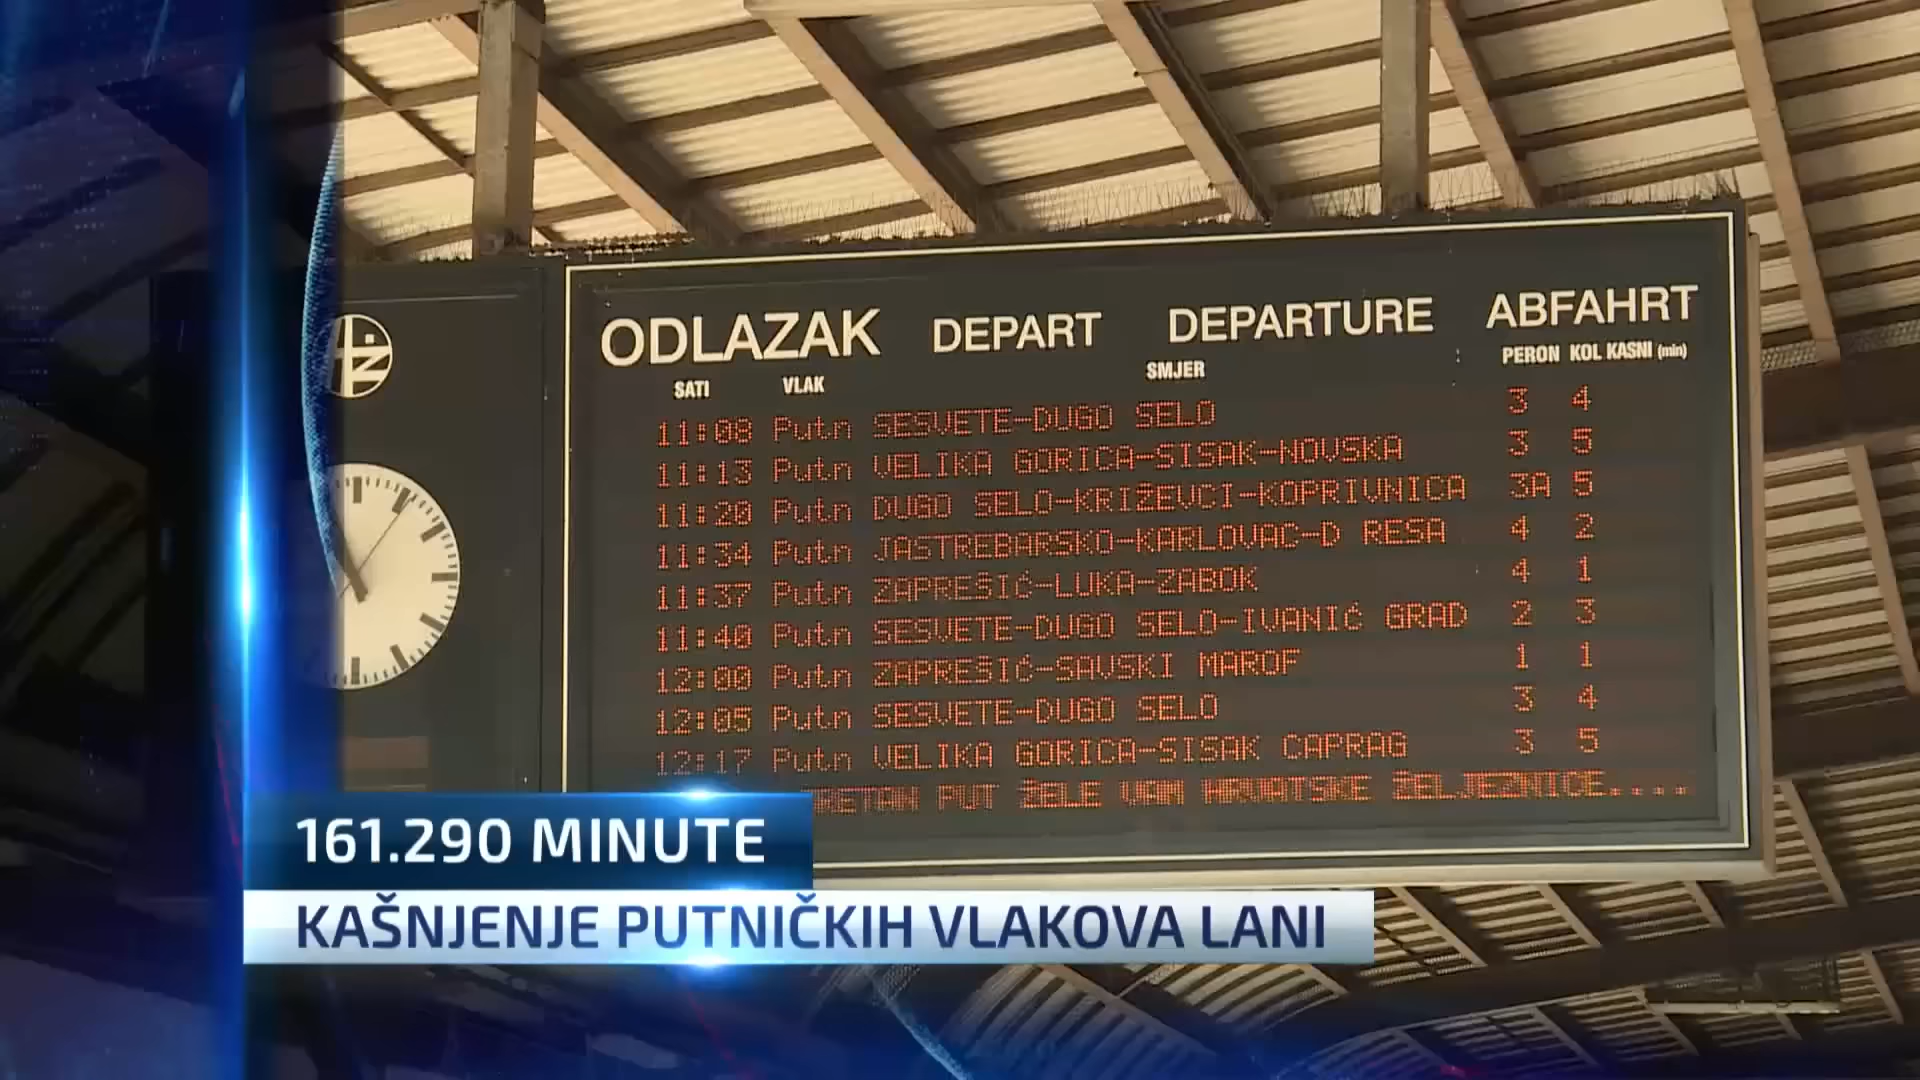 HŽ
ODLAZAK DEPART DEPARTURE ABFAHRT
SATI VLAK SMJER PERON KOL KASNI (min)
11:08 Putn SESVETE-DUGO SELO 3 4
11:13 Putn VELIKA GORICA-SISAK-NOVSKA 3 5
11:20 Putn DUGO SELO-KRIŽEVCI-KOPRIVNICA 3A 5
11:34 Putn JASTREBARSKO-KARLOVAC-D RESA 4 2
11:37 Putn ZAPREŠIĆ-LUKA-ZABOK 4 1
11:40 Putn SESVETE-DUGO SELO-IVANIĆ GRAD 2 3
12:00 Putn ZAPREŠIĆ-SAVSKI MAROF 1 1
12:05 Putn SESVETE-DUGO SELO 3 4
12:17 Putn VELIKA GORICA-SISAK CAPRAG 3 5
PUT ŽELE VAM HRVATSKE ŽELJEZNICE....
161.290 MINUTE
KAŠNJENJE PUTNIČKIH VLAKOVA LANI